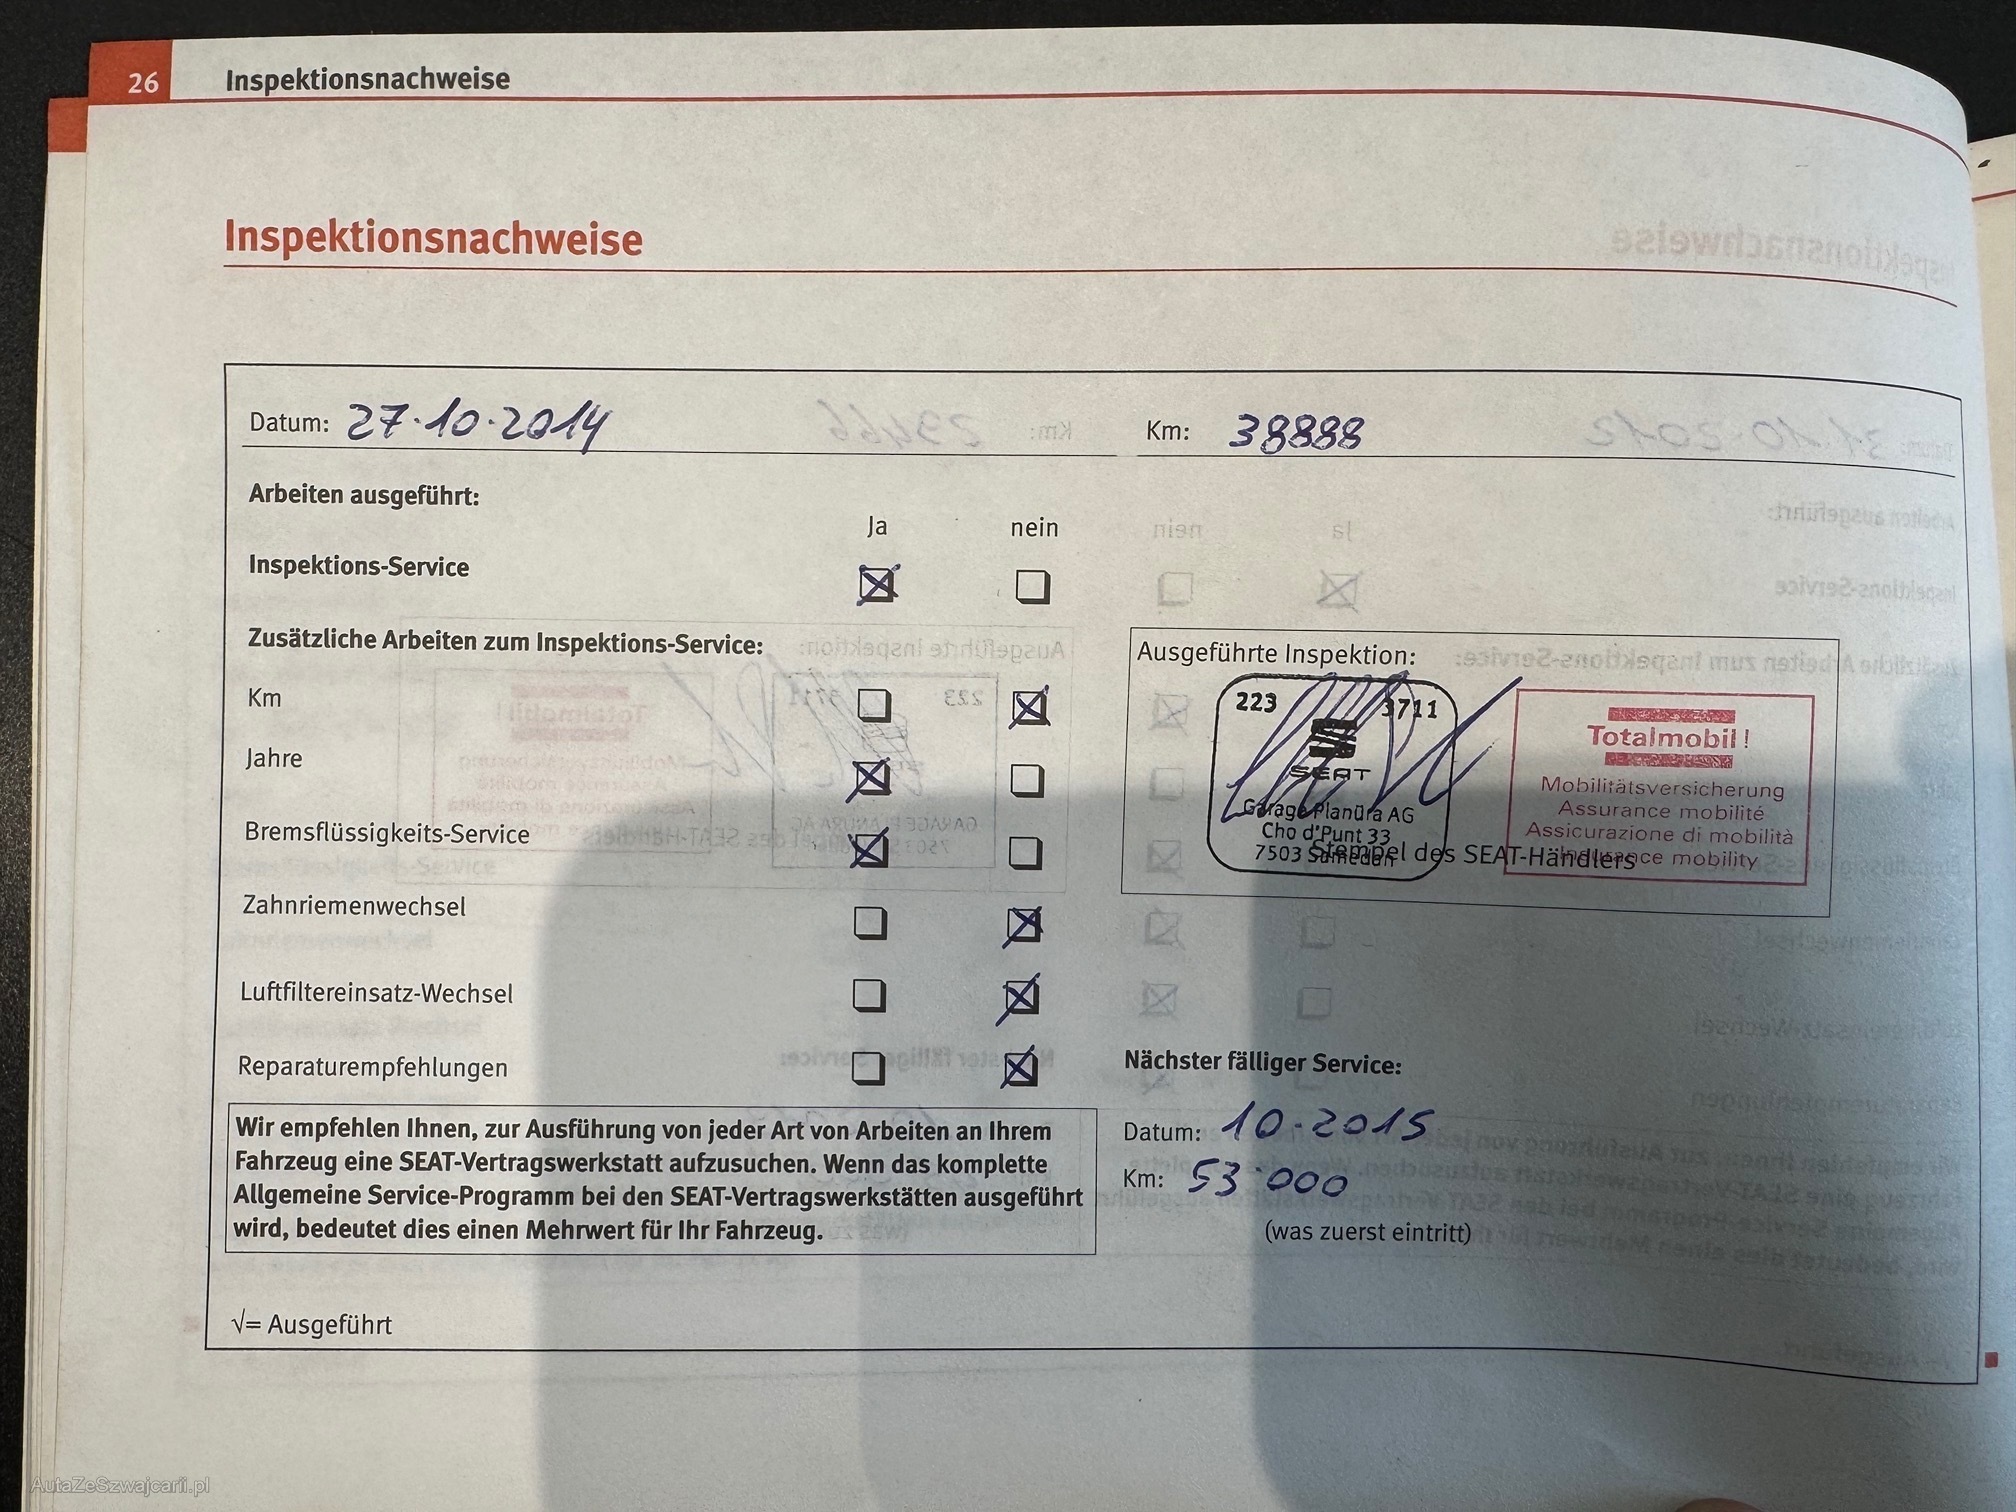 26 Inspektionsnachweise
Inspektionsnachweise
Datum: 27.10.2014 Km: 38888
Arbeiten ausgeführt:
Ja nein
Inspektions-Service
Zusätzliche Arbeiten zum Inspektions-Service:
Km
Jahre
Bremsflüssigkeits-Service
Zahnriemenwechsel
Luftfiltereinsatz-Wechsel
Reparaturempfehlungen
Wir empfehlen Ihnen, zur Ausführung von jeder Art von Arbeiten an Ihrem
Fahrzeug eine SEAT-Vertragswerkstatt aufzusuchen. Wenn das komplette
Allgemeine Service-Programm bei den SEAT-Vertragswerkstätten ausgeführt
wird, bedeutet dies einen Mehrwert für Ihr Fahrzeug.
√= Ausgeführt
Ausgeführte Inspektion:
223 3711
SEAT
Garage Planüra AG
Cho d'Punt 33
7503 Samedan
Stempel des SEAT-Händlers
Totalmobil!
Mobilitätsversicherung
Assurance mobilité
Assicurazione di mobilità
Insurance mobility
Nächster fälliger Service:
Datum: 10.2015
Km: 53.000
(was zuerst eintritt)
AutaZeSzwajcarii.pl